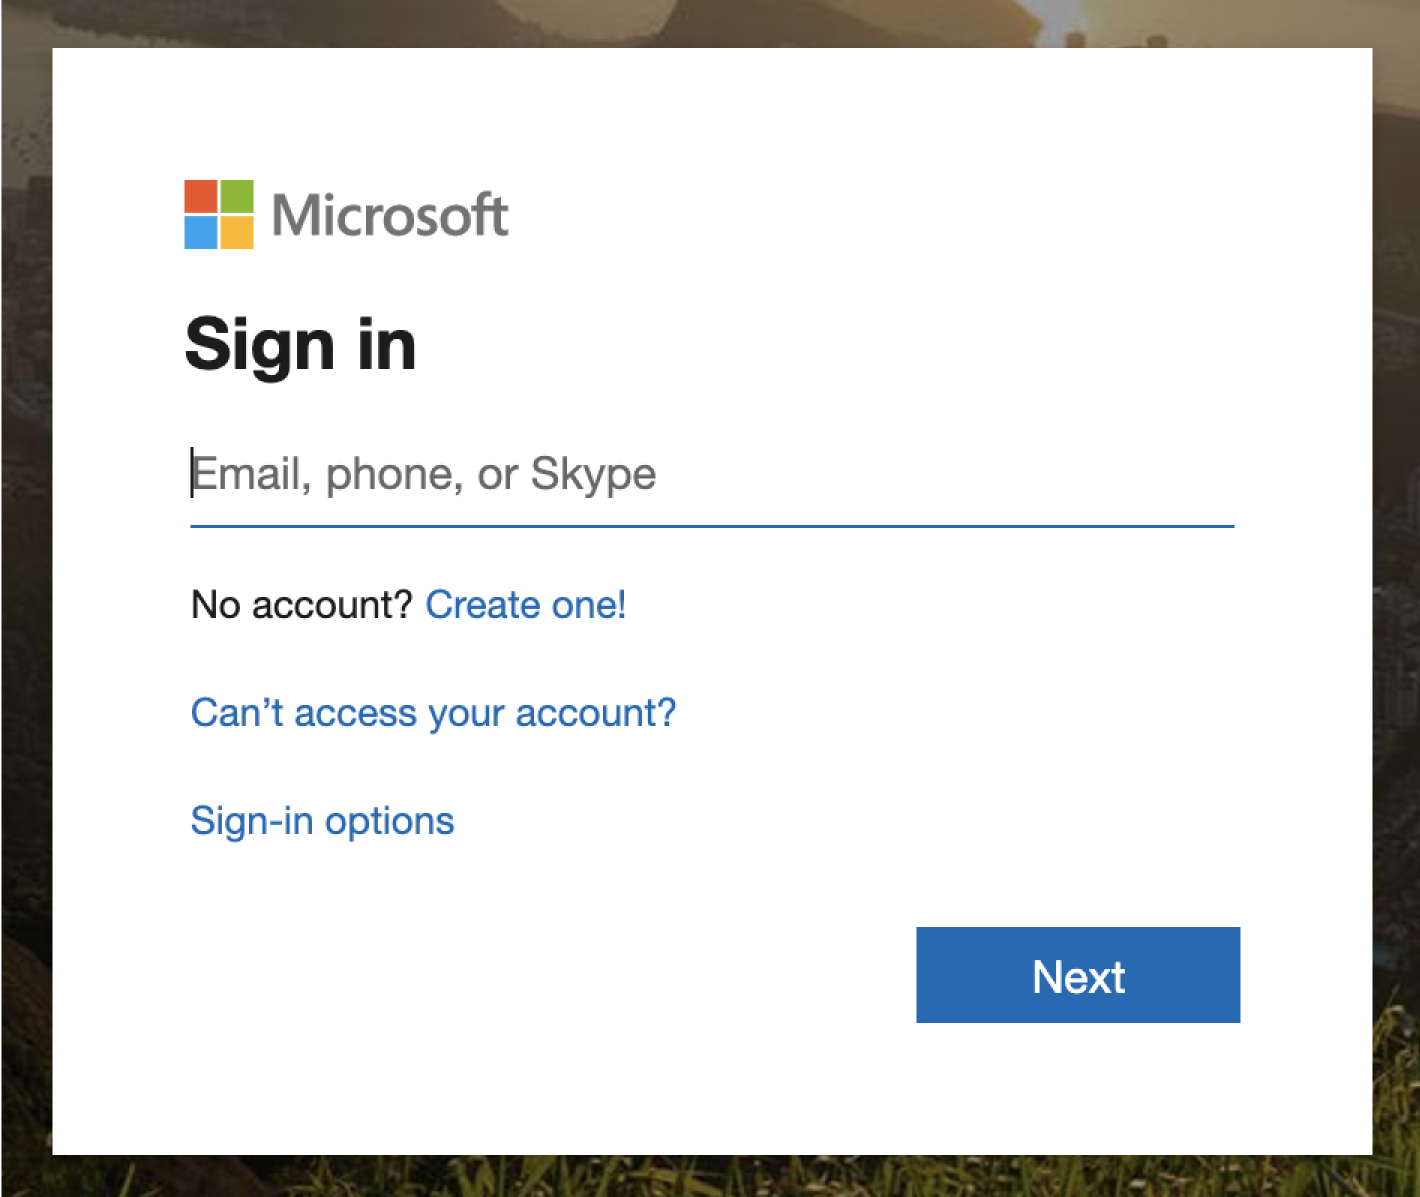 Microsoft
Sign in
Email, phone, or Skype
No account? Create one!
Can’t access your account?
Sign-in options
Next